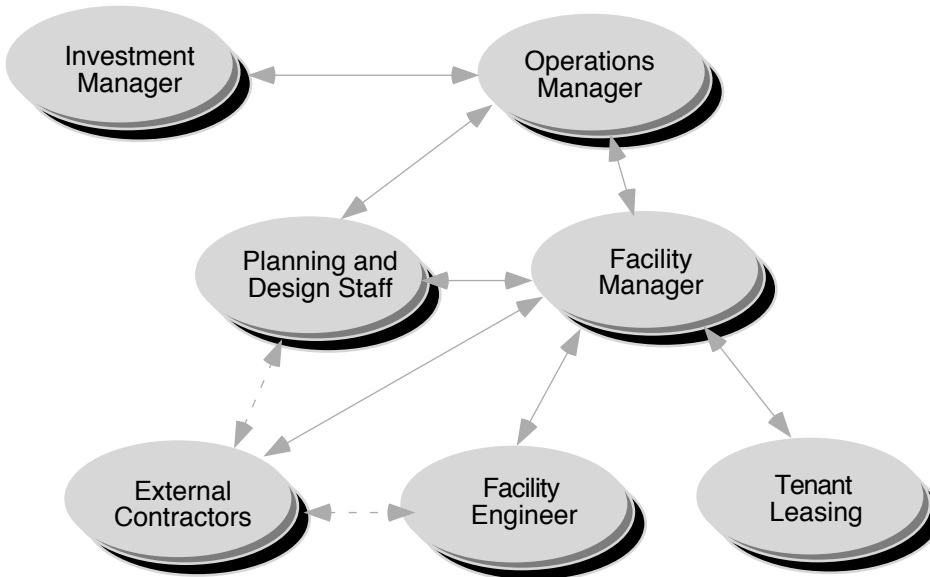 Investment
Manager
Operations
Manager
Planning and
Design Staff
Facility
Manager
External
Contractors
Facility
Engineer
Tenant
Leasing